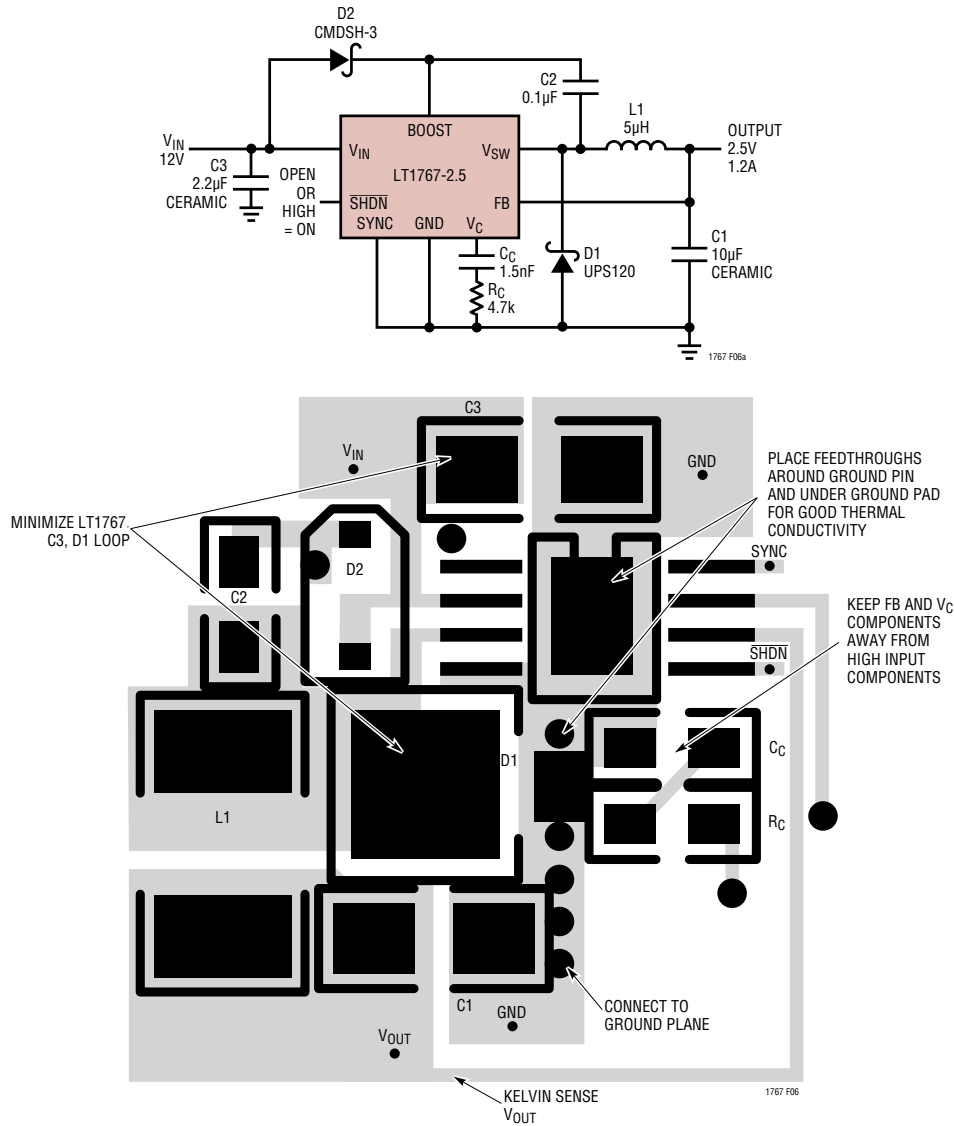 D2
CMDSH-3
C2
0.1µF
L1
5µH
BOOST
OUTPUT
2.5V
1.2A
VIN
12V
VIN
VSW
C3
2.2µF
CERAMIC
OPEN
OR
HIGH
= ON
LT1767-2.5
SHDN
FB
SYNC
GND
VC
CC
1.5nF
RC
4.7k
D1
UPS120
C1
10µF
CERAMIC
1767 F06a
C3
VIN
GND
PLACE FEEDTHROUGHS
AROUND GROUND PIN
AND UNDER GROUND PAD
FOR GOOD THERMAL
CONDUCTIVITY
MINIMIZE LT1767,
C3, D1 LOOP
SYNC
D2
C2
KEEP FB AND VC
COMPONENTS
AWAY FROM
HIGH INPUT
COMPONENTS
SHDN
CC
D1
L1
RC
C1
GND
CONNECT TO
GROUND PLANE
VOUT
KELVIN SENSE
VOUT
1767 F06